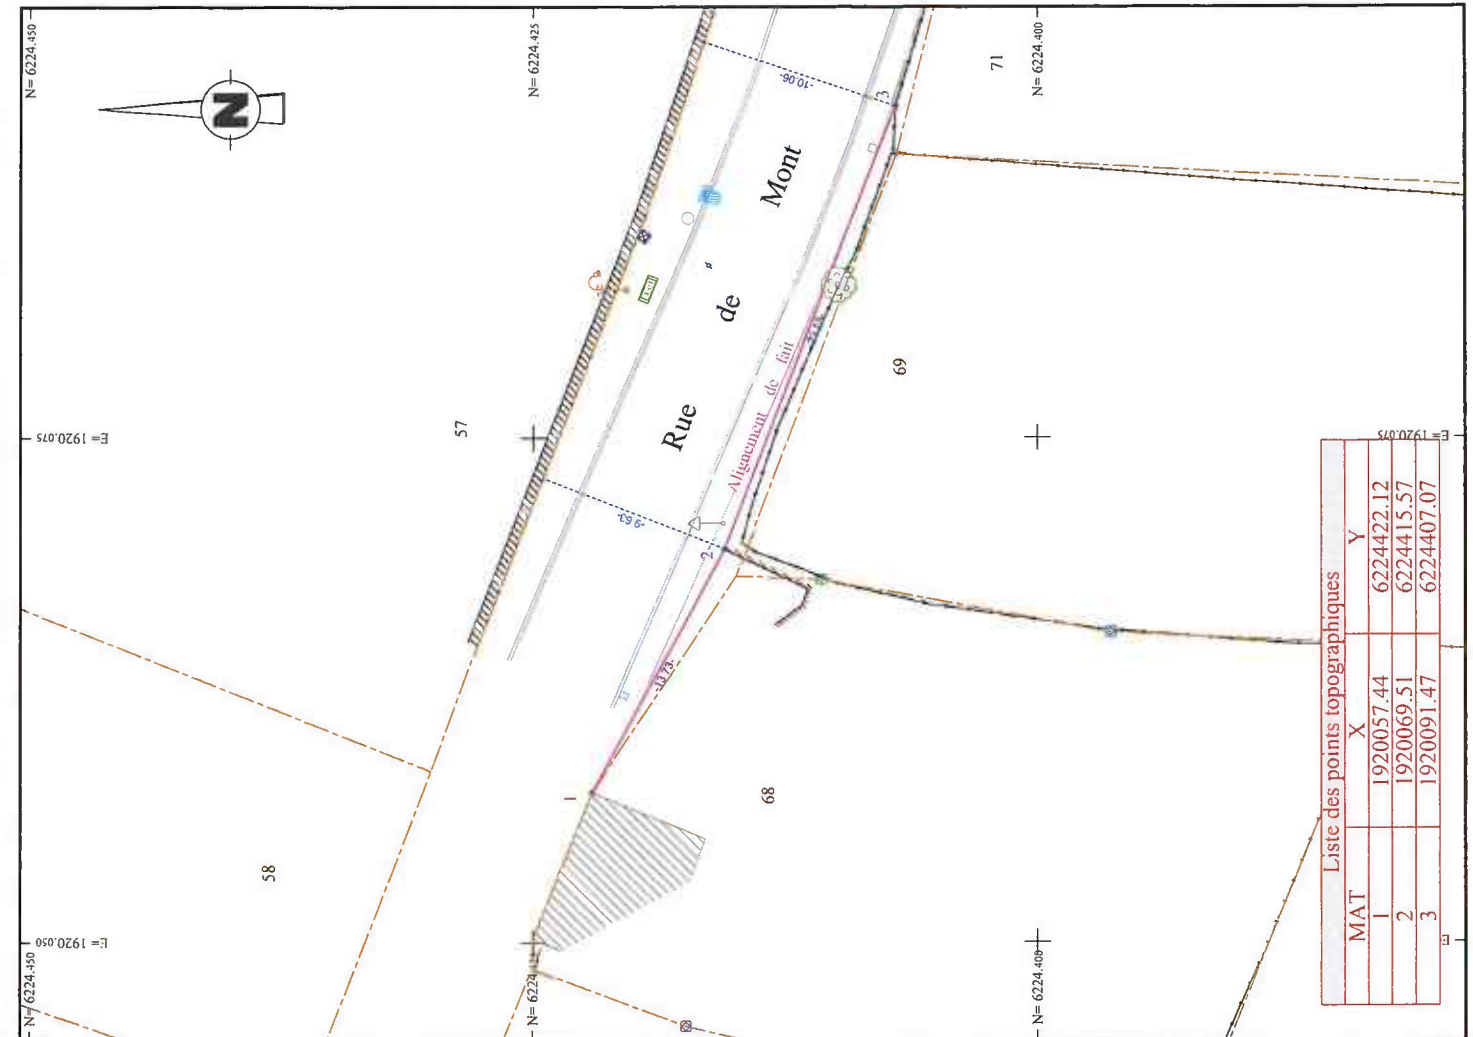 N= 6224.450
N= 6224.425
N= 6224.400
N
71
-10.06-
3
Mont
de
Rue
Alignement de fait
69
57
E= 1920.075
E= 1920.075
-9.63-
2
-13.73-
1
68
58
E= 1920.050
E
N= 6224.450
N= 6224
N= 6224.400
Liste des points topographiques
MAT X Y
1 1920057.44 6224422.12
2 1920069.51 6224415.57
3 1920091.47 6224407.07